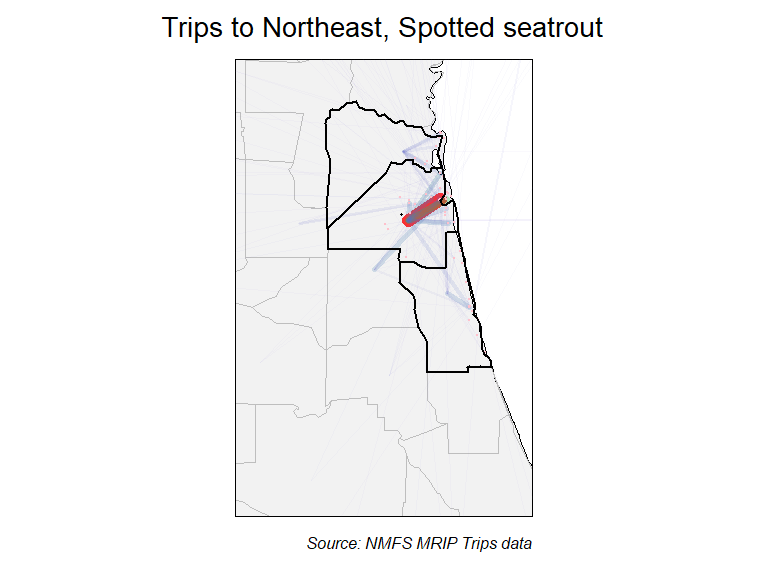 Trips to Northeast, Spotted seatrout
Source: NMFS MRIP Trips data